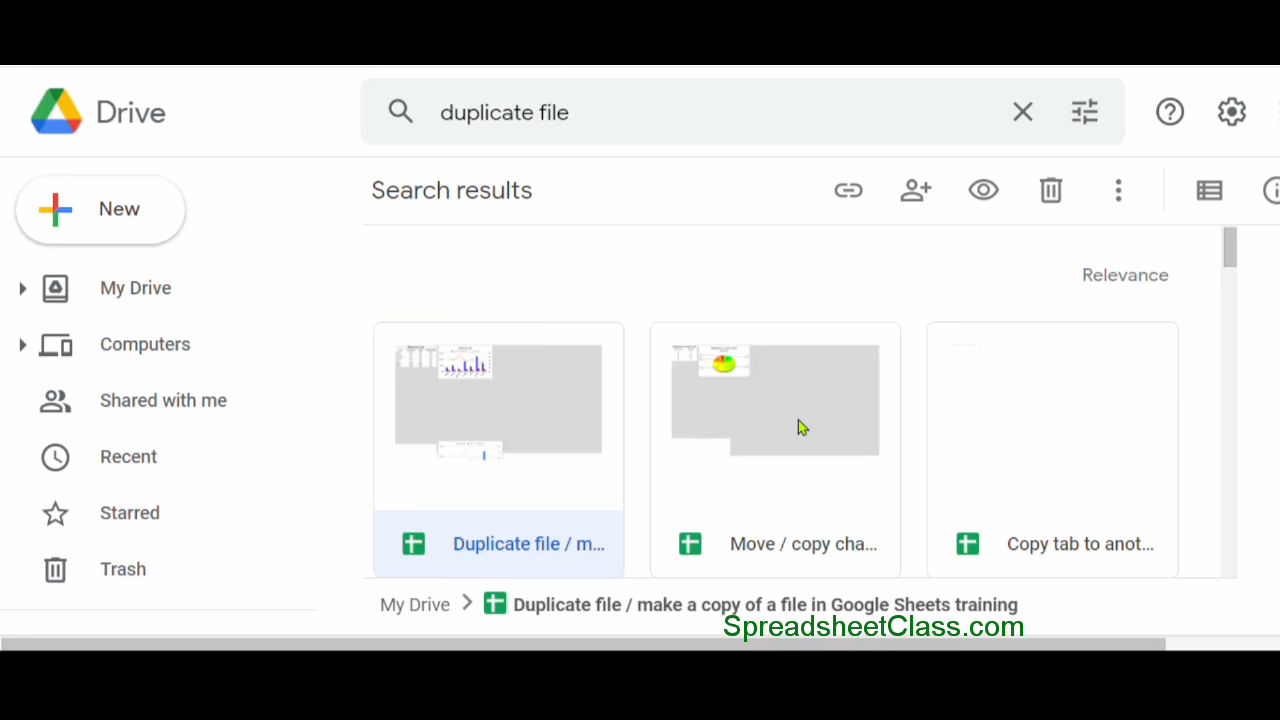 Drive
duplicate file
New
Search results
Relevance
My Drive
Computers
Shared with me
Recent
Starred
Trash
Duplicate file / m...
Move / copy cha...
Copy tab to anot...
My Drive
Duplicate file / make a copy of a file in Google Sheets training
SpreadsheetClass.com